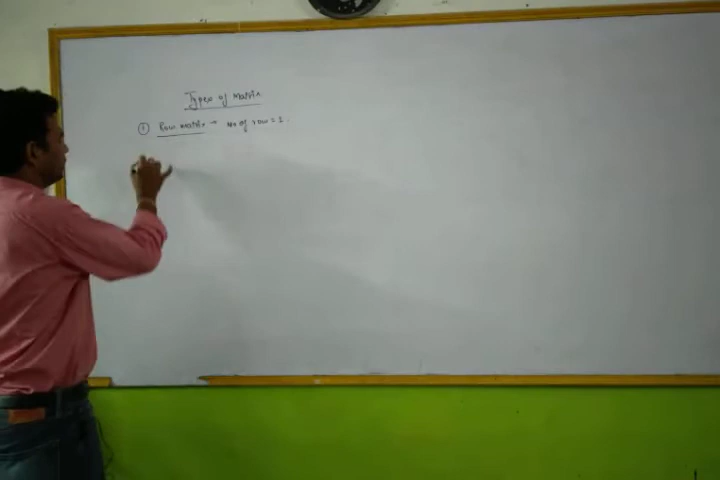 Types of Matrix
① Row matrix → No of row = 1.